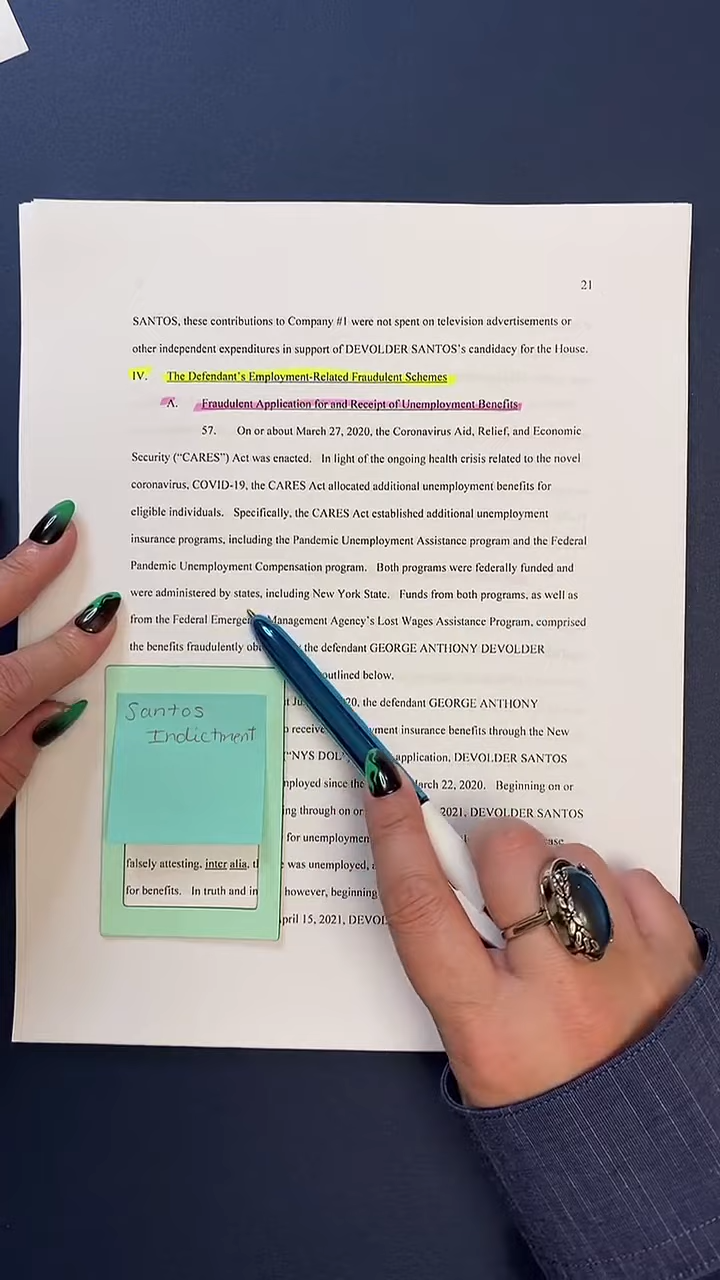 21
SANTOS, these contributions to Company #1 were not spent on television advertisements or
other independent expenditures in support of DEVOLDER SANTOS's candidacy for the House.
IV. The Defendant's Employment-Related Fraudulent Schemes
A. Fraudulent Application for and Receipt of Unemployment Benefits
57. On or about March 27, 2020, the Coronavirus Aid, Relief, and Economic
Security ("CARES") Act was enacted. In light of the ongoing health crisis related to the novel
coronavirus, COVID-19, the CARES Act allocated additional unemployment benefits for
eligible individuals. Specifically, the CARES Act established additional unemployment
insurance programs, including the Pandemic Unemployment Assistance program and the Federal
Pandemic Unemployment Compensation program. Both programs were federally funded and
were administered by states, including New York State. Funds from both programs, as well as
from the Federal Management Agency's Lost Wages Assistance Program, comprised
the benefits fraudulently the defendant GEORGE ANTHONY DEVOLDER
outlined below.
20, the defendant GEORGE ANTHONY
receive insurance benefits through the New
("NYS DOL" application, DEVOLDER SANTOS
since the March 22, 2020. Beginning on or
through on or 2021, DEVOLDER SANTOS
for
falsely attesting, inter alia, was unemployed,
for benefits. In truth and in however, beginning
April 15, 2021,
Santos
Indictment